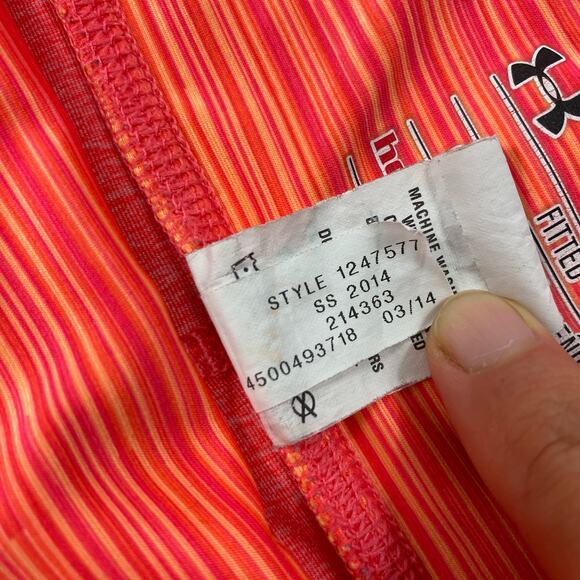 STYLE 1247577
SS 2014
214363
4500493718 03/14
MACHINE WASH
FITTED